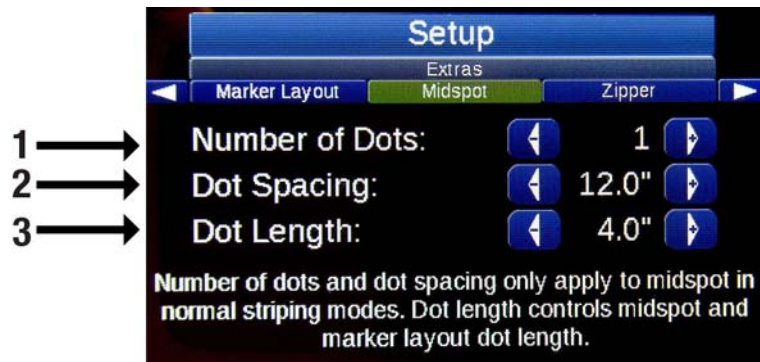 Setup
Extras
Marker Layout Midspot Zipper
1 Number of Dots: - 1 +
2 Dot Spacing: - 12.0" +
3 Dot Length: - 4.0" +
Number of dots and dot spacing only apply to midspot in
normal striping modes. Dot length controls midspot and
marker layout dot length.